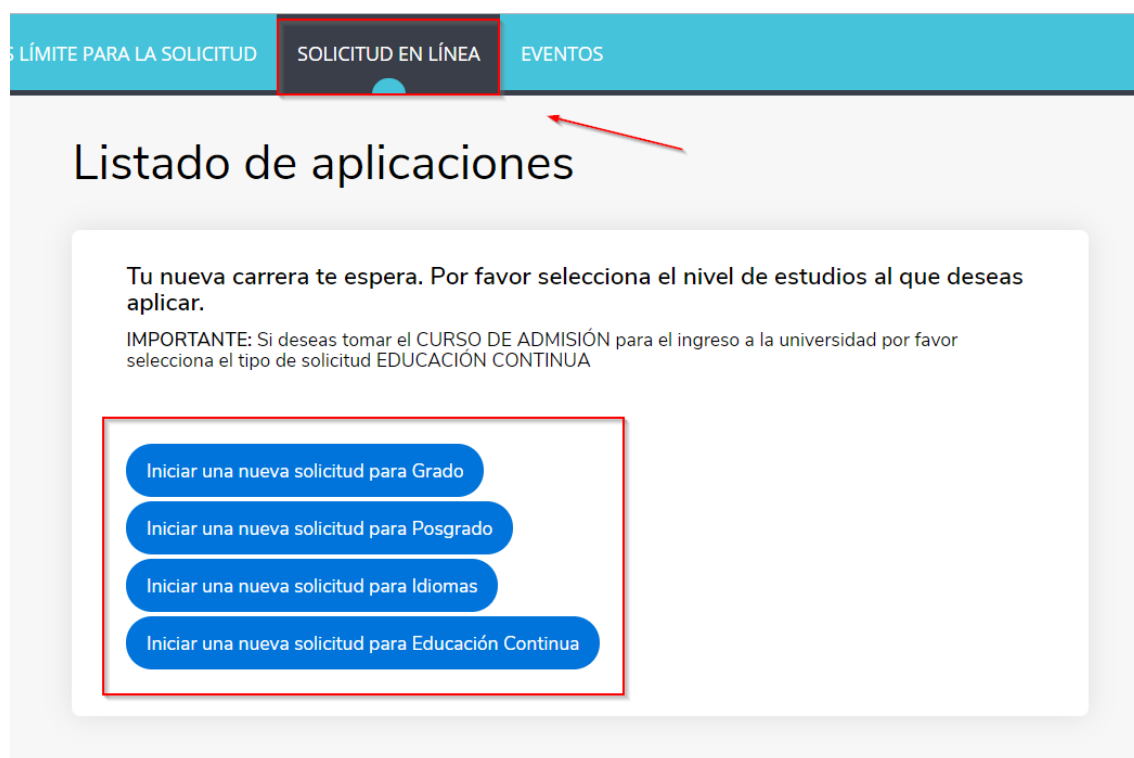 LÍMITE PARA LA SOLICITUD SOLICITUD EN LÍNEA EVENTOS
Listado de aplicaciones
Tu nueva carrera te espera. Por favor selecciona el nivel de estudios al que deseas
aplicar.
IMPORTANTE: Si deseas tomar el CURSO DE ADMISIÓN para el ingreso a la universidad por favor
selecciona el tipo de solicitud EDUCACIÓN CONTINUA
Iniciar una nueva solicitud para Grado
Iniciar una nueva solicitud para Posgrado
Iniciar una nueva solicitud para Idiomas
Iniciar una nueva solicitud para Educación Continua